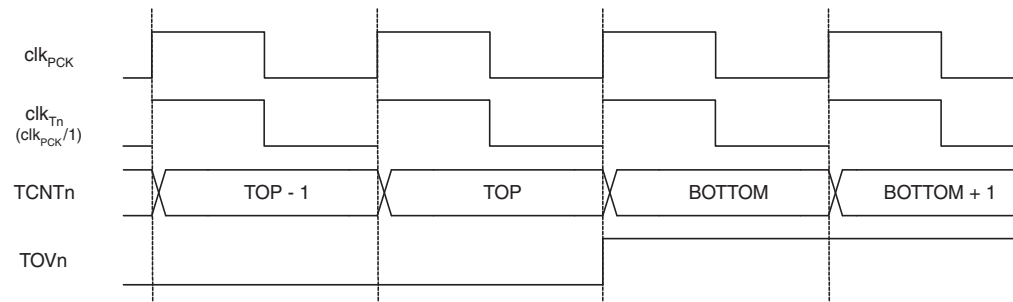 clkPCK
clkTn
(clkPCK/1)
TCNTn TOP - 1 TOP BOTTOM BOTTOM + 1
TOVn